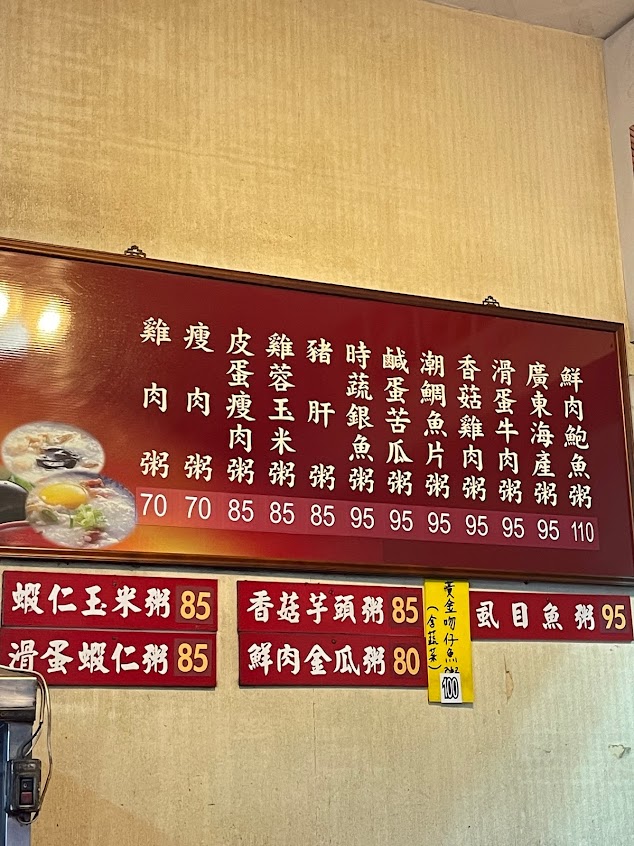 雞肉粥 70
瘦肉粥 70
皮蛋瘦肉粥 85
雞蓉玉米粥 85
豬肝粥 85
時蔬銀魚粥 95
鹹蛋苦瓜粥 95
潮鯛魚片粥 95
香菇雞肉粥 95
滑蛋牛肉粥 95
廣東海產粥 95
鮮肉鮑魚粥 110
蝦仁玉米粥 85
滑蛋蝦仁粥 85
香菇芋頭粥 85
鮮肉金瓜粥 80
黃金吻仔魚粥
(含蔬菜)
100
虱目魚粥 95